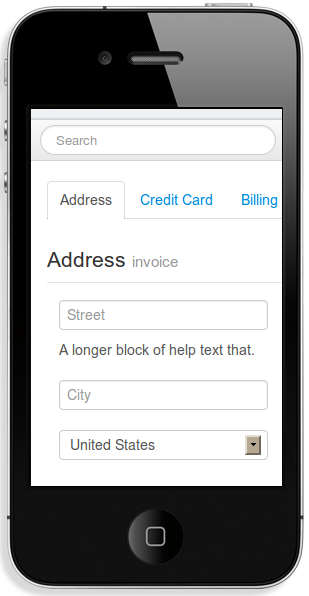 Search
Address Credit Card Billing
Address invoice
Street
A longer block of help text that.
City
United States